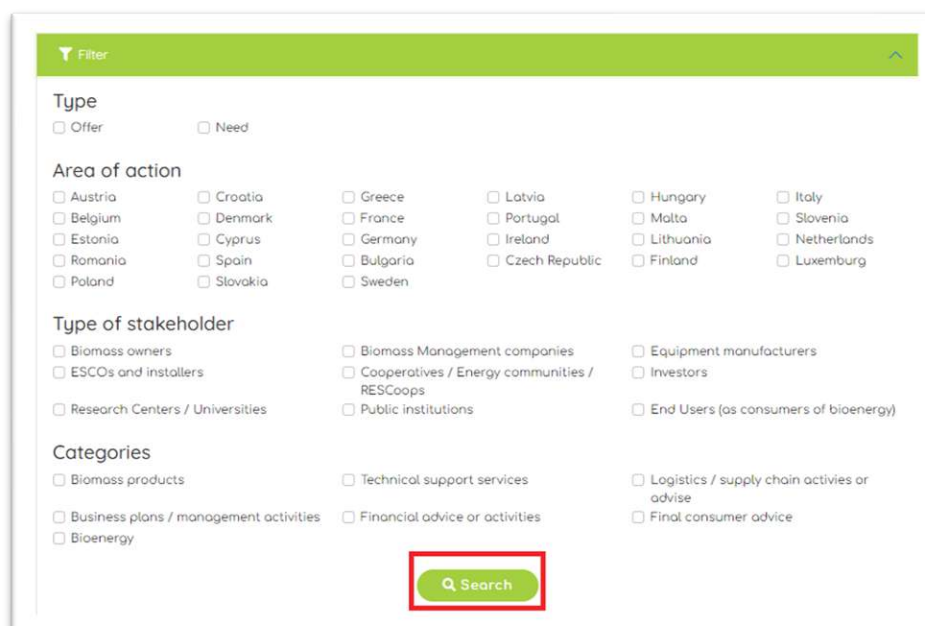 Filter
Type
Offer Need
Area of action
Austria Croatia Greece Latvia Hungary Italy
Belgium Denmark France Portugal Malta Slovenia
Estonia Cyprus Germany Ireland Lithuania Netherlands
Romania Spain Bulgaria Czech Republic Finland Luxemburg
Poland Slovakia Sweden
Type of stakeholder
Biomass owners Biomass Management companies Equipment manufacturers
ESCOs and installers Cooperatives / Energy communities / Investors
RESCoops
Research Centers / Universities Public institutions End Users (as consumers of bioenergy)
Categories
Biomass products Technical support services Logistics / supply chain activies or
advise
Business plans / management activities Financial advice or activities Final consumer advice
Bioenergy
Search